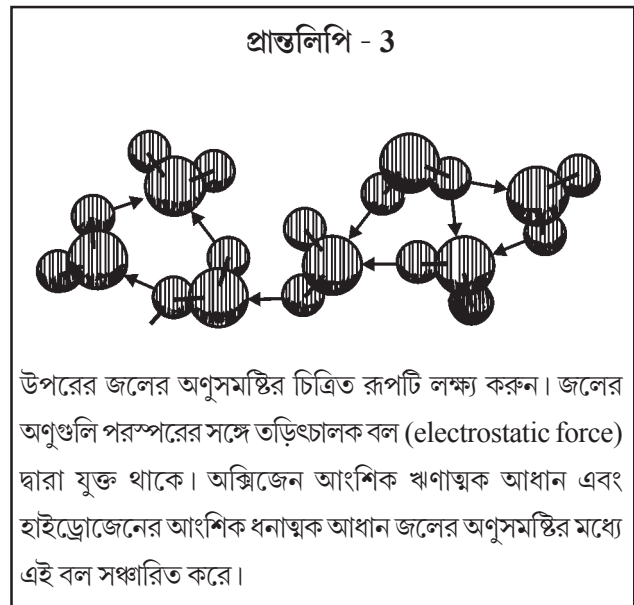 প্রান্তলিপি - 3
উপরের জলের অণুসমষ্টির চিত্রিত রূপটি লক্ষ্য করুন। জলের
অণুগুলি পরস্পরের সঙ্গে তড়িৎচালক বল (electrostatic force)
দ্বারা যুক্ত থাকে। অক্সিজেন আংশিক ঋণাত্মক আধান এবং
হাইড্রোজেনের আংশিক ধনাত্মক আধান জলের অণুসমষ্টির মধ্যে
এই বল সঞ্চারিত করে।